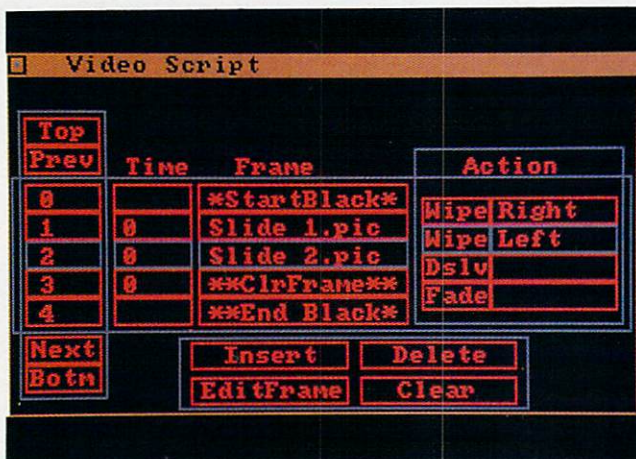 Video Script
Top
Prev Time Frame Action
0 *StartBlack* Wipe Right
1 0 Slide 1.pic Wipe Left
2 0 Slide 2.pic Dslv
3 0 **ClrFrame** Fade
4 **End Black*
Next Insert Delete
Botm EditFrame Clear